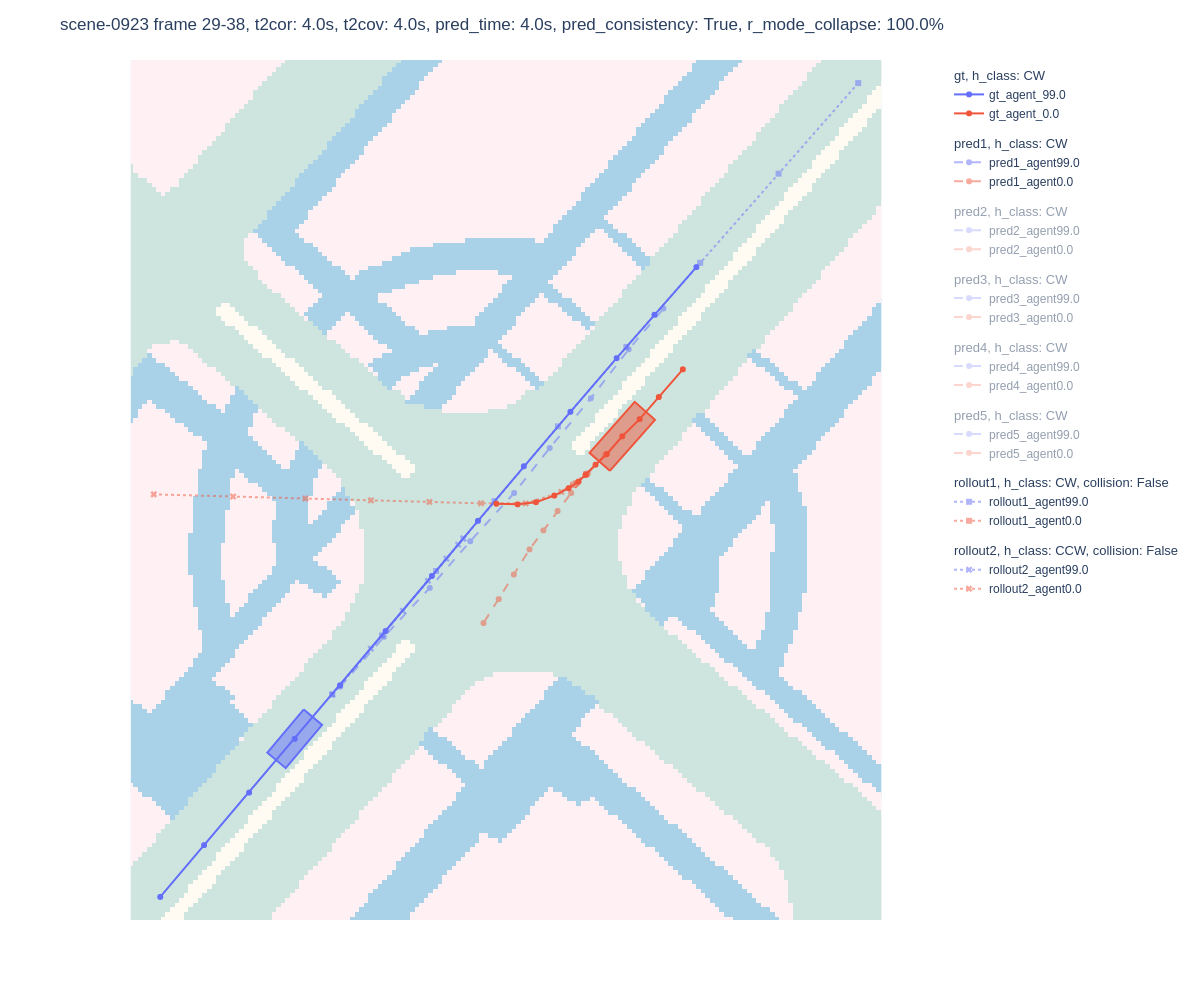 scene-0923 frame 29-38, t2cor: 4.0s, t2cov: 4.0s, pred_time: 4.0s, pred_consistency: True, r_mode_collapse: 100.0%
gt, h_class: CW
gt_agent_99.0
gt_agent_0.0
pred1, h_class: CW
pred1_agent99.0
pred1_agent0.0
pred2, h_class: CW
pred2_agent99.0
pred2_agent0.0
pred3, h_class: CW
pred3_agent99.0
pred3_agent0.0
pred4, h_class: CW
pred4_agent99.0
pred4_agent0.0
pred5, h_class: CW
pred5_agent99.0
pred5_agent0.0
rollout1, h_class: CW, collision: False
rollout1_agent99.0
rollout1_agent0.0
rollout2, h_class: CCW, collision: False
rollout2_agent99.0
rollout2_agent0.0